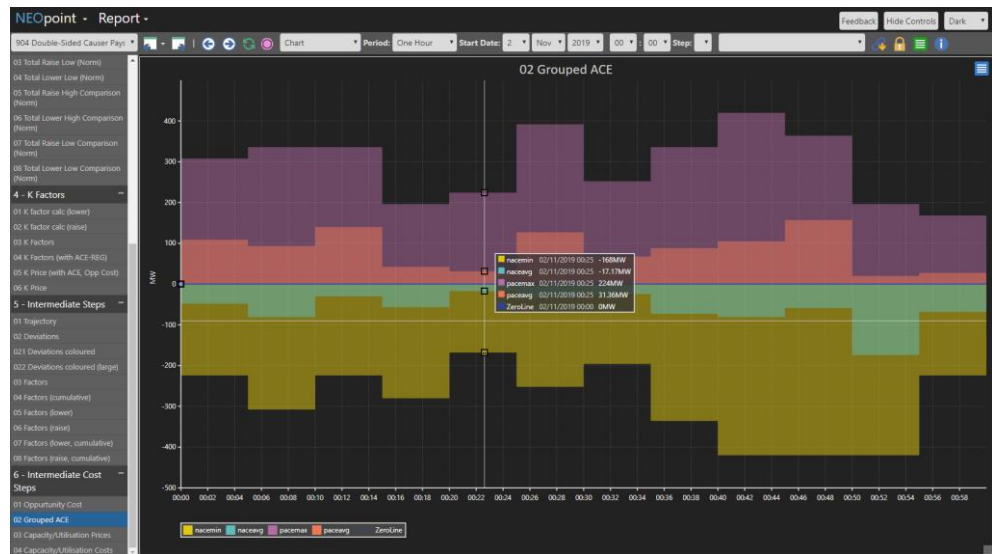 NEOpoint - Report -
Feedback Hide Controls Dark
904 Double-Sided Causer Pays Chart Period: One Hour Start Date: 2 Nov 2019 00 : 00 Step:
03 Total Raise Low (Norm)
04 Total Lower Low (Norm)
05 Total Raise High Comparison
(Norm)
06 Total Lower High Comparison
(Norm)
07 Total Raise Low Comparison
(Norm)
08 Total Lower Low Comparison
(Norm)
4 - K Factors
01 K factor calc (lower)
02 K factor calc (raise)
03 K Factors
04 K Factors (with ACE-REG)
05 K Price (with ACE, Opp Cost)
06 K Price
5 - Intermediate Steps
01 Trajectory
02 Deviations
021 Deviations coloured
022 Deviations coloured (large)
03 Factors
04 Factors (cumulative)
05 Factors (lower)
06 Factors (raise)
07 Factors (lower, cumulative)
08 Factors (raise, cumulative)
6 - Intermediate Cost
Steps
01 Oppurtunity Cost
02 Grouped ACE
03 Capacity/Utilisation Prices
04 Capcacity/Utilisation Costs
02 Grouped ACE
400
300
200
100
0
-100
-200
-300
-400
-500
MW
nacemin 02/11/2019 00:25 -168MW
naceavg 02/11/2019 00:25 -17.17MW
pacemax 02/11/2019 00:25 224MW
paceavg 02/11/2019 00:25 31.36MW
ZeroLine 02/11/2019 00:00 0MW
00:00 00:02 00:04 00:06 00:08 00:10 00:12 00:14 00:16 00:18 00:20 00:22 00:24 00:26 00:28 00:30 00:32 00:34 00:36 00:38 00:40 00:42 00:44 00:46 00:48 00:50 00:52 00:54 00:56 00:58
nacemin naceavg pacemax paceavg ZeroLine